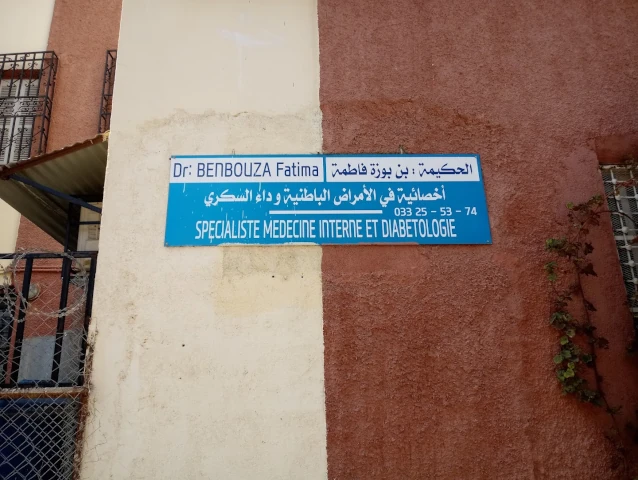 Dr: BENBOUZA Fatima الحكيمة : بن بوزة فاطمة
أخصائية في الأمراض الباطنية و داء السكري
033 25 - 53 - 74
SPECIALISTE MEDECINE INTERNE ET DIABETOLOGIE